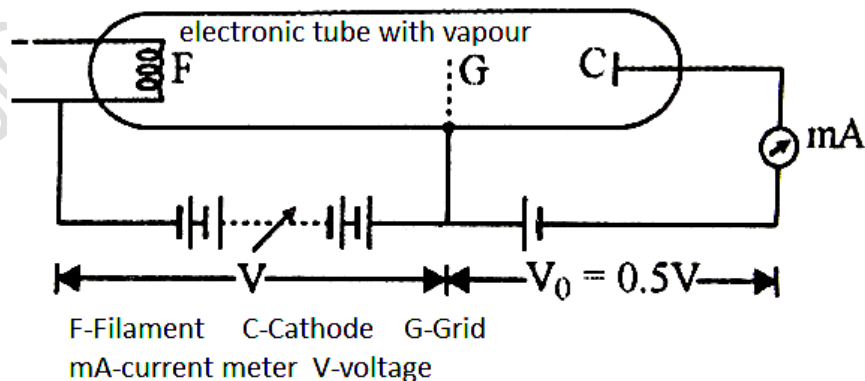 electronic tube with vapour
F
G
C
mA
V
V₀ = 0.5V
F-Filament C-Cathode G-Grid
mA-current meter V-voltage